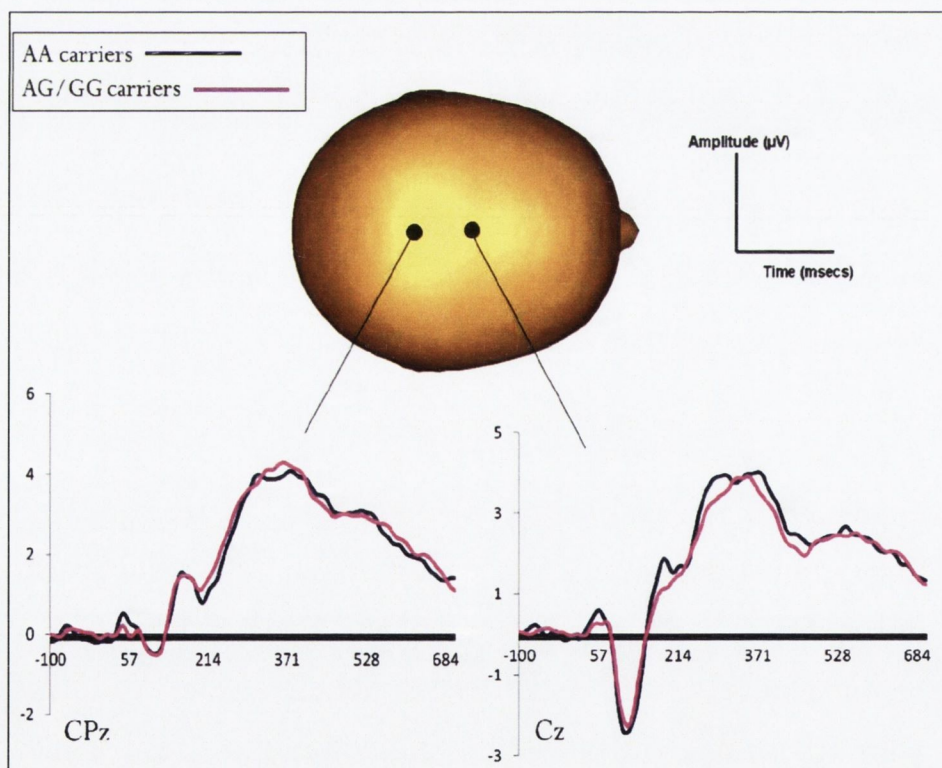 AA carriers
AG/GG carriers
Amplitude (µV)
Time (msecs)
6
4
2
0
-2
-100 57 214 371 528 684
CPz
5
3
1
-1
-3
-100 57 214 371 528 684
Cz